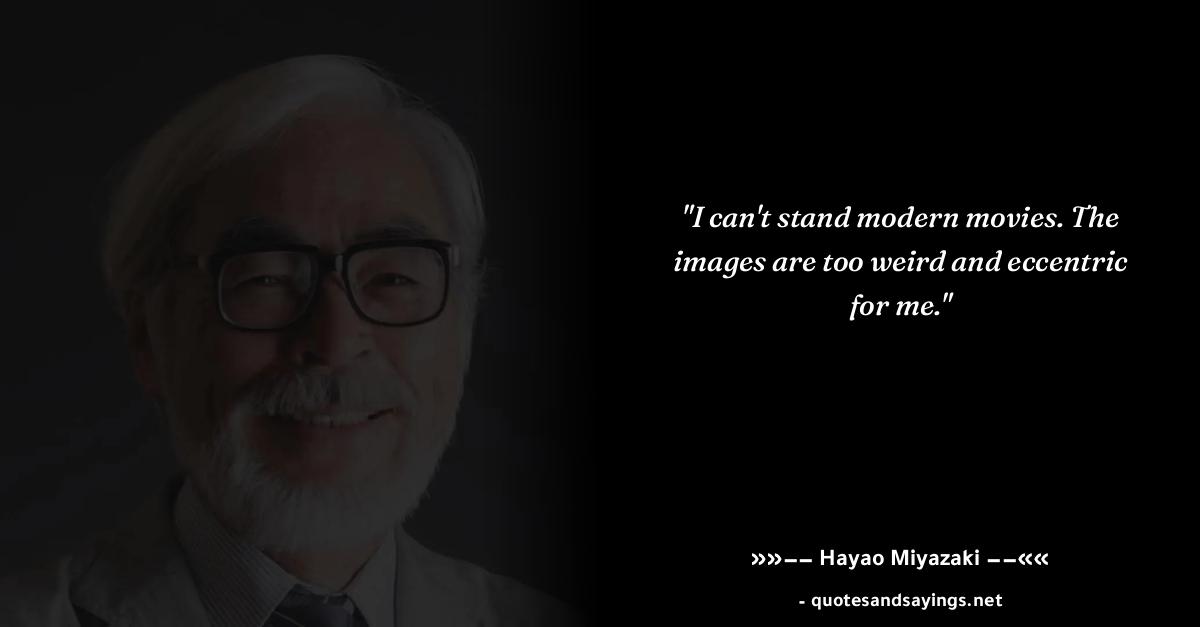 "I can't stand modern movies. The
images are too weird and eccentric
for me."
»»−− Hayao Miyazaki −−««
- quotesandsayings.net